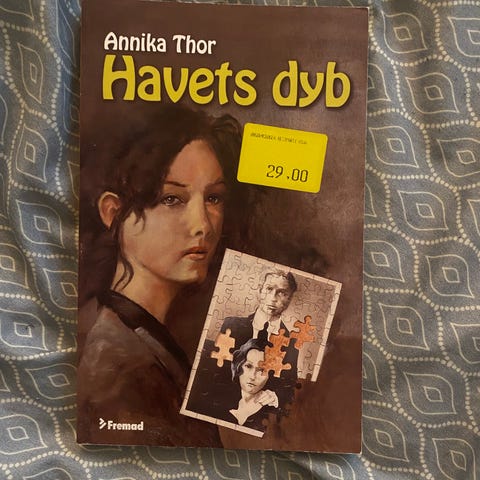 Annika Thor
Havets dyb
29.00
Fremad